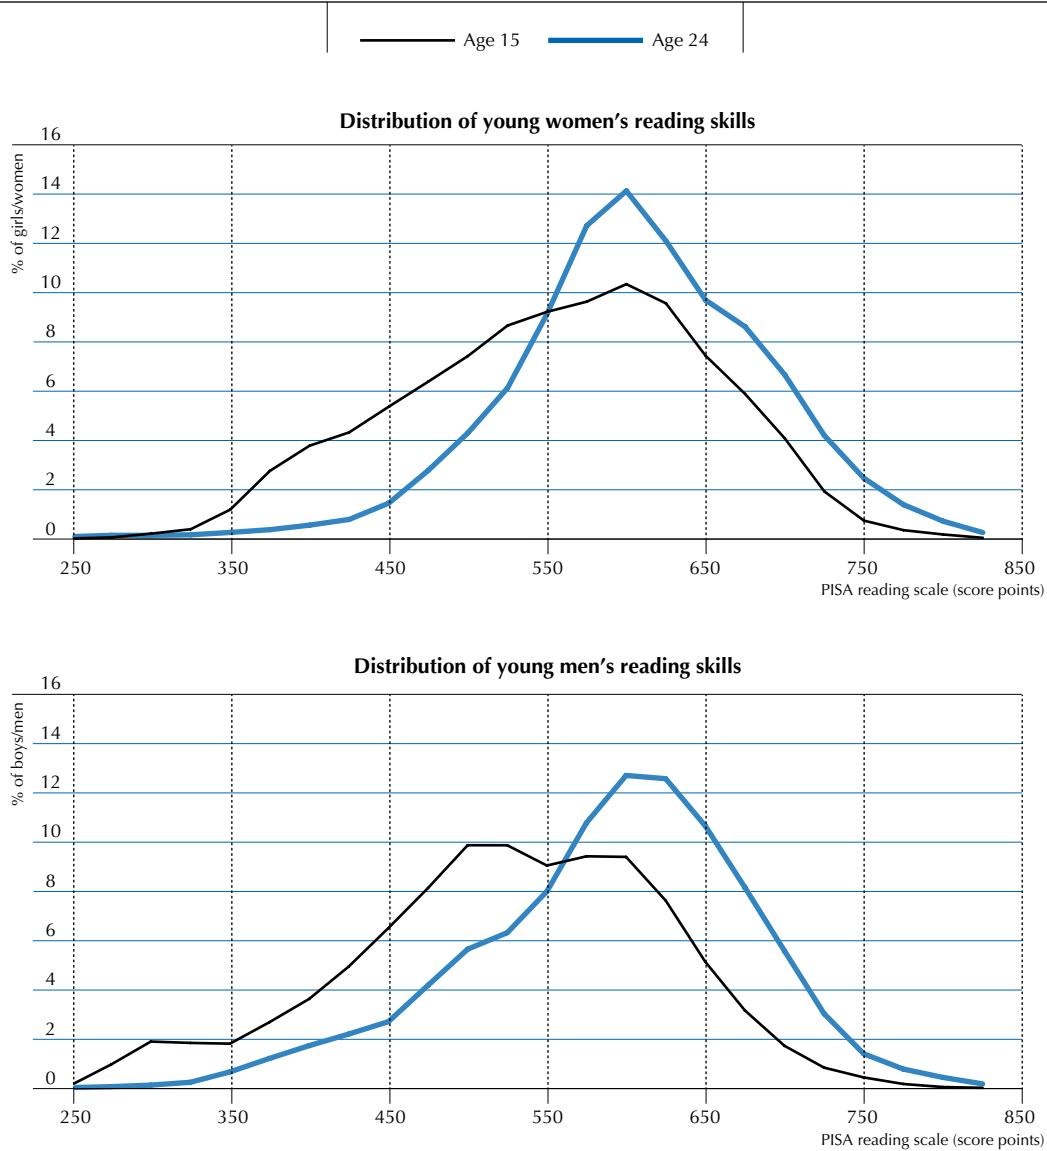 Age 15 Age 24
Distribution of young women’s reading skills
% of girls/women
16
14
12
10
8
6
4
2
0
250 350 450 550 650 750 850
PISA reading scale (score points)
Distribution of young men’s reading skills
% of boys/men
16
14
12
10
8
6
4
2
0
250 350 450 550 650 750 850
PISA reading scale (score points)